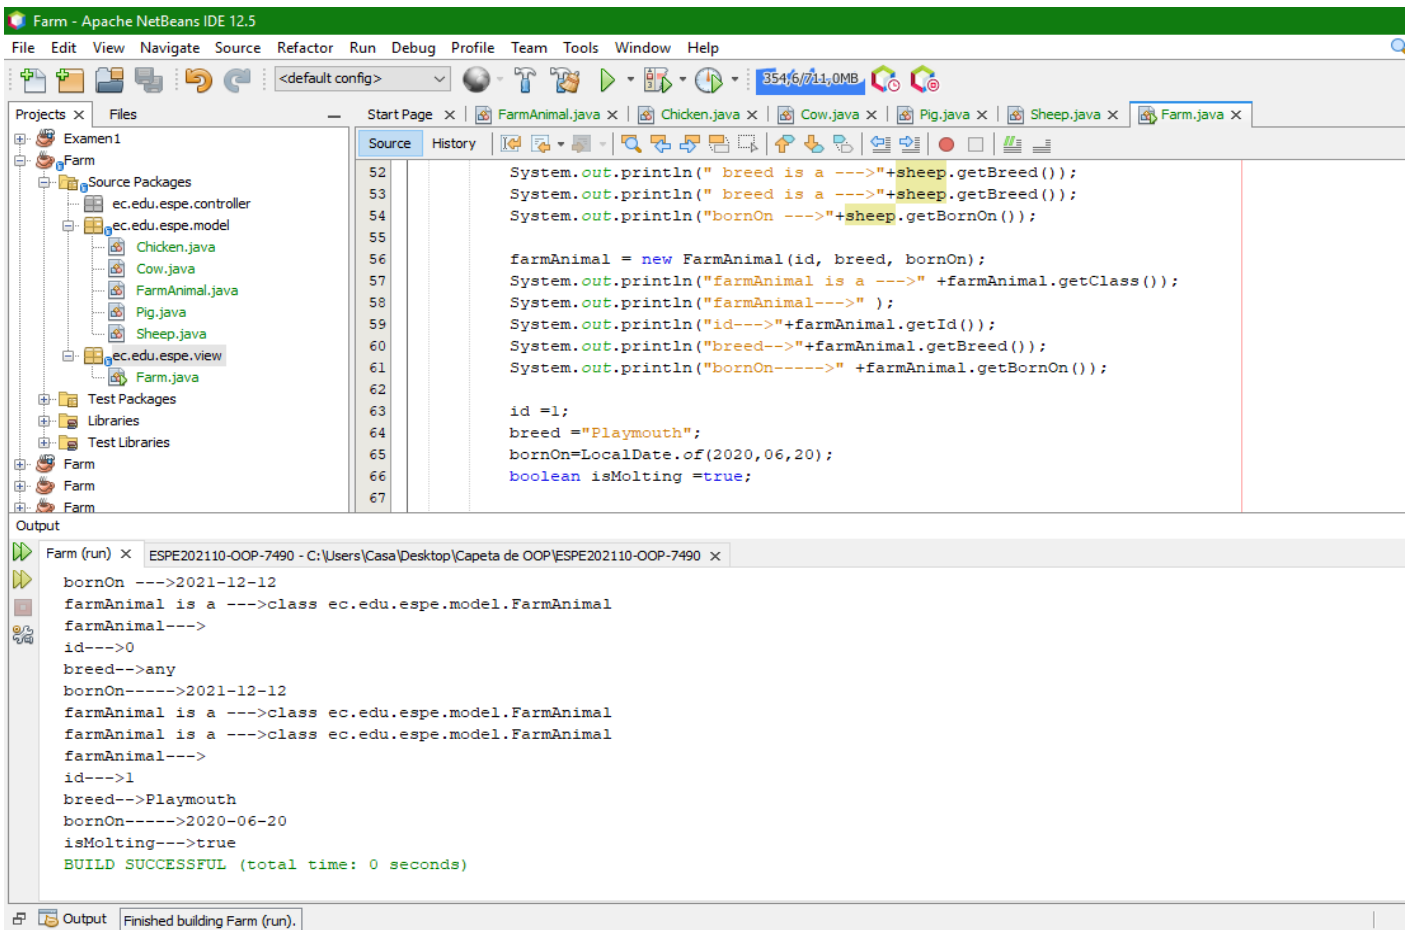 Farm - Apache NetBeans IDE 12.5
File Edit View Navigate Source Refactor Run Debug Profile Team Tools Window Help
<default config> 354,6/711,0MB
Projects Files
Start Page FarmAnimal.java Chicken.java Cow.java Pig.java Sheep.java Farm.java
Source History
Examen1
Farm
Source Packages
ec.edu.espe.controller
ec.edu.espe.model
Chicken.java
Cow.java
FarmAnimal.java
Pig.java
Sheep.java
ec.edu.espe.view
Farm.java
Test Packages
Libraries
Test Libraries
Farm
Farm
Farm
52 System.out.println(" breed is a --->"+sheep.getBreed());
53 System.out.println(" breed is a --->"+sheep.getBreed());
54 System.out.println("bornOn --->"+sheep.getBornOn());
55
56 farmAnimal = new FarmAnimal(id, breed, bornOn);
57 System.out.println("farmAnimal is a --->" +farmAnimal.getClass());
58 System.out.println("farmAnimal--->" );
59 System.out.println("id--->"+farmAnimal.getId());
60 System.out.println("breed-->"+farmAnimal.getBreed());
61 System.out.println("bornOn----->" +farmAnimal.getBornOn());
62
63 id =1;
64 breed ="Playmouth";
65 bornOn=LocalDate.of(2020,06,20);
66 boolean isMolting =true;
67
Output
Farm (run) ESPE202110-OOP-7490 - C:\Users\Casa\Desktop\Capeta de OOP\ESPE202110-OOP-7490
bornOn --->2021-12-12
farmAnimal is a --->class ec.edu.espe.model.FarmAnimal
farmAnimal--->
id--->0
breed-->any
bornOn----->2021-12-12
farmAnimal is a --->class ec.edu.espe.model.FarmAnimal
farmAnimal is a --->class ec.edu.espe.model.FarmAnimal
farmAnimal--->
id--->1
breed-->Playmouth
bornOn----->2020-06-20
isMolting--->true
BUILD SUCCESSFUL (total time: 0 seconds)
Output Finished building Farm (run).